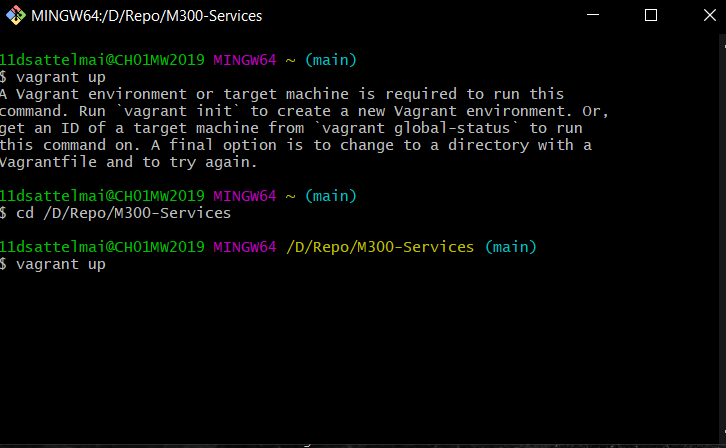 MINGW64:/D/Repo/M300-Services
11dsattelmai@CH01MW2019 MINGW64 ~ (main)
$ vagrant up
A Vagrant environment or target machine is required to run this
command. Run `vagrant init` to create a new Vagrant environment. Or,
get an ID of a target machine from `vagrant global-status` to run
this command on. A final option is to change to a directory with a
Vagrantfile and to try again.
11dsattelmai@CH01MW2019 MINGW64 ~ (main)
$ cd /D/Repo/M300-Services
11dsattelmai@CH01MW2019 MINGW64 /D/Repo/M300-Services (main)
$ vagrant up